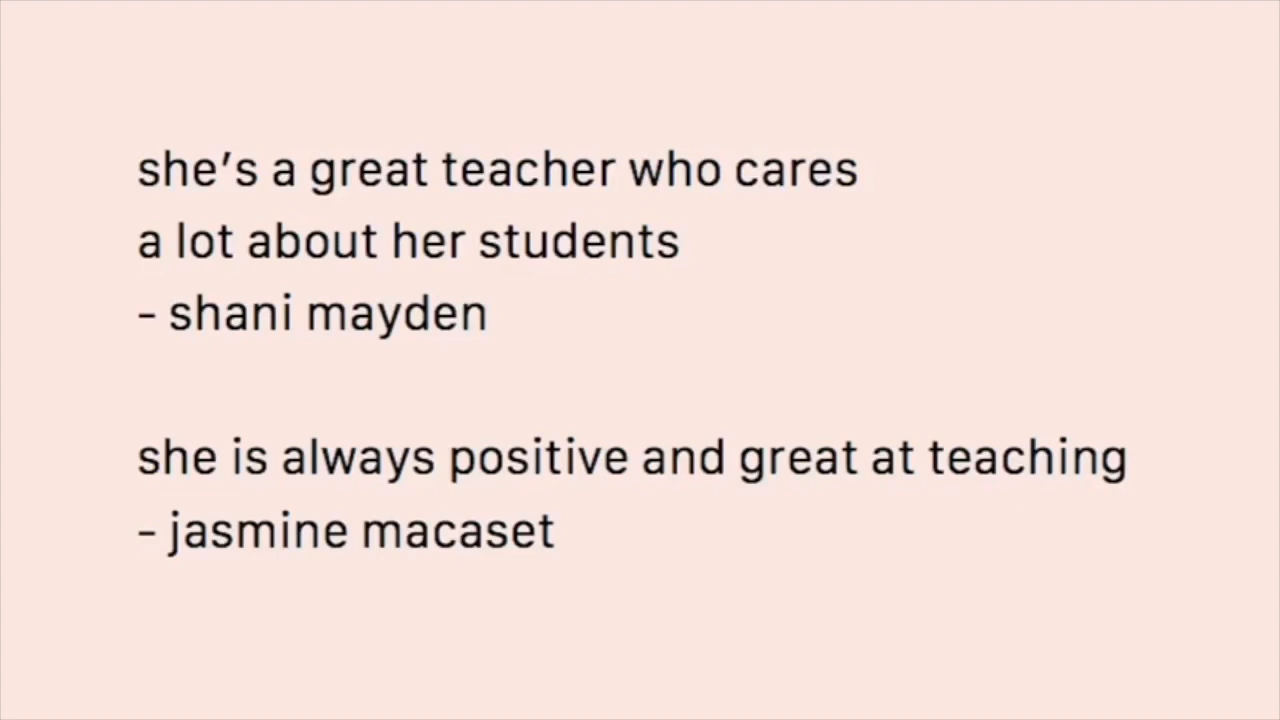 she's a great teacher who cares
a lot about her students
- shani mayden
she is always positive and great at teaching
- jasmine macaset